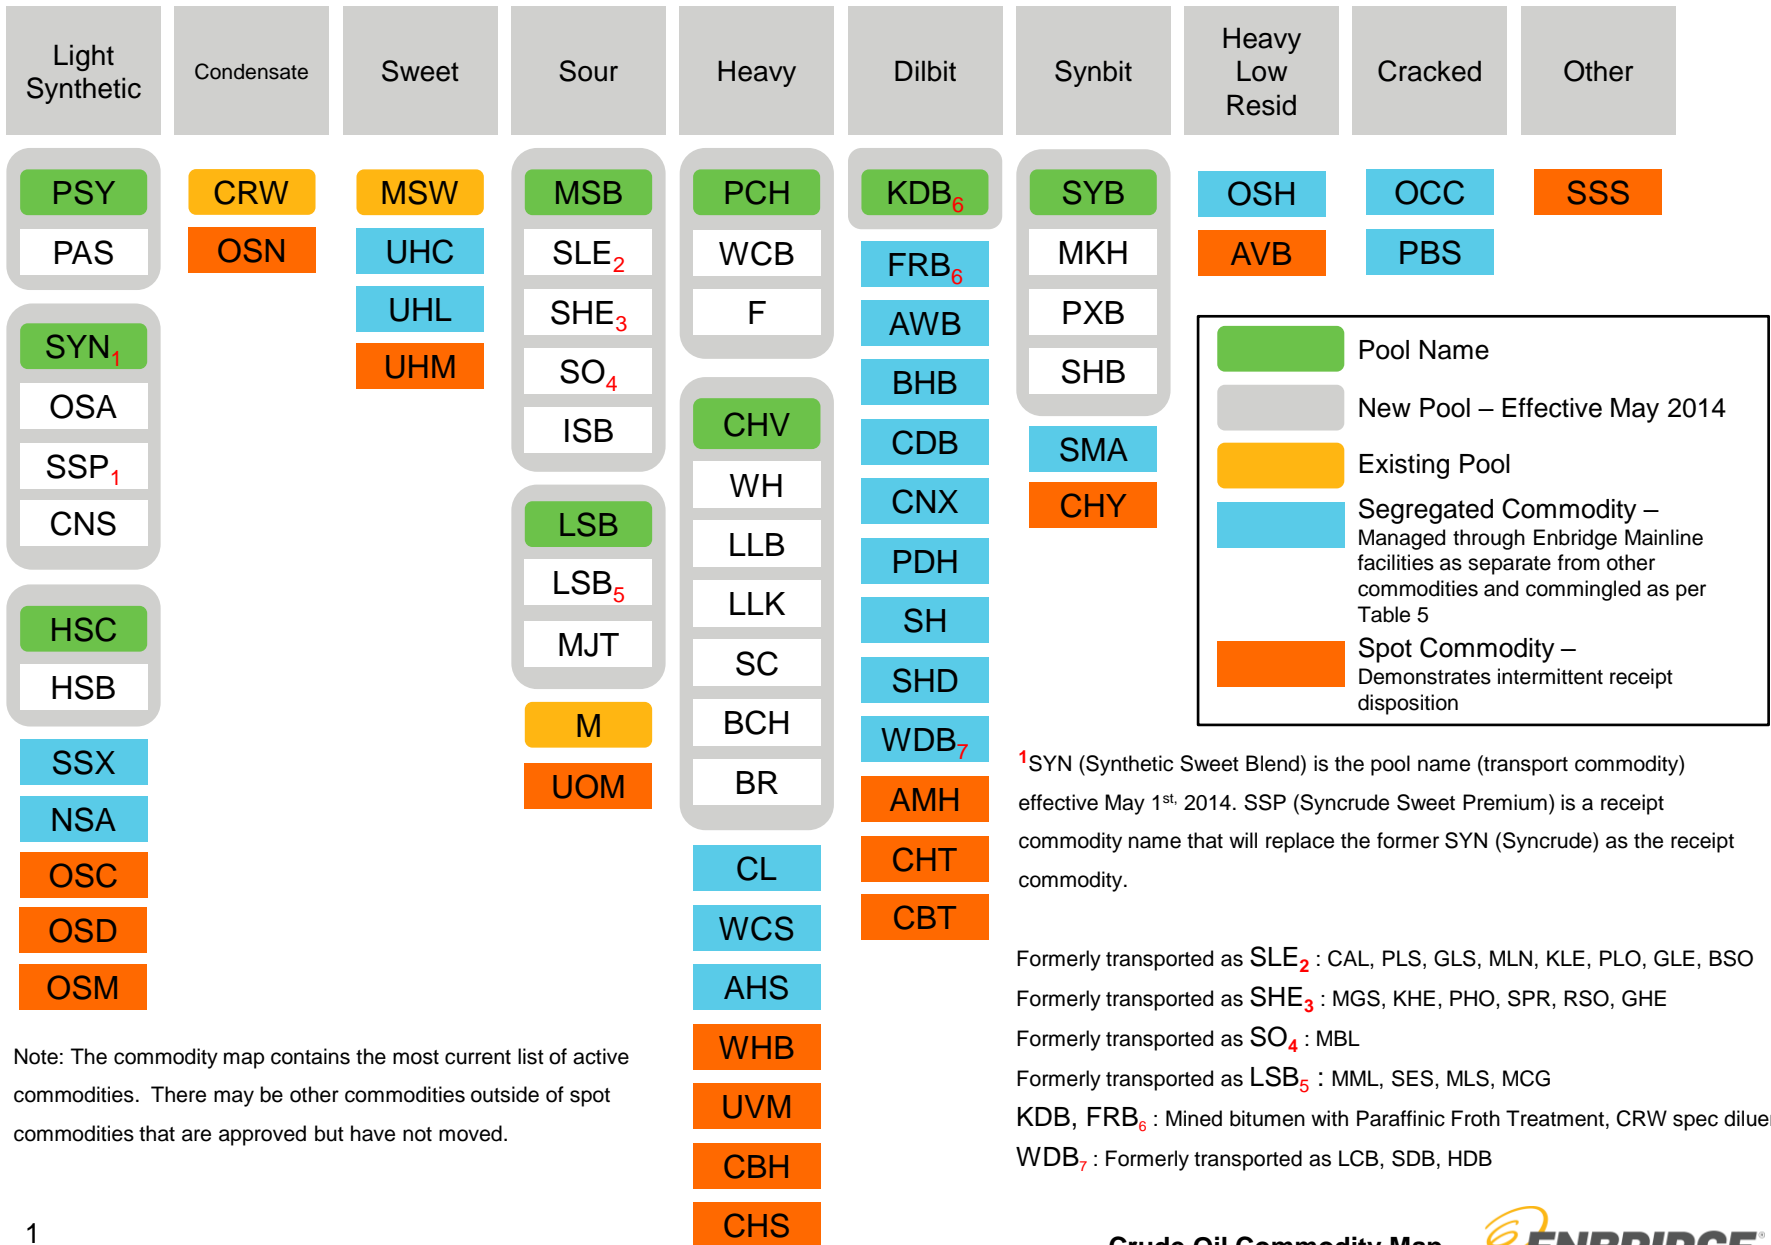 Light
Synthetic
Condensate
Sweet
Sour
Heavy
Dilbit
Synbit
Heavy
Low
Resid
Cracked
Other
PSY
PAS
SYN1
OSA
SSP1
CNS
HSC
HSB
SSX
NSA
OSC
OSD
OSM
CRW
OSN
MSW
UHC
UHL
UHM
MSB
SLE2
SHE3
SO4
ISB
LSB
LSB5
MJT
M
UOM
PCH
WCB
F
CHV
WH
LLB
LLK
SC
BCH
BR
CL
WCS
AHS
WHB
UVM
CBH
CHS
KDB6
FRB6
AWB
BHB
CDB
CNX
PDH
SH
SHD
WDB7
AMH
CHT
CBT
SYB
MKH
PXB
SHB
SMA
CHY
OSH
AVB
OCC
PBS
SSS
Pool Name
New Pool – Effective May 2014
Existing Pool
Segregated Commodity –
Managed through Enbridge Mainline
facilities as separate from other
commodities and commingled as per
Table 5
Spot Commodity –
Demonstrates intermittent receipt
disposition
1SYN (Synthetic Sweet Blend) is the pool name (transport commodity)
effective May 1st, 2014. SSP (Syncrude Sweet Premium) is a receipt
commodity name that will replace the former SYN (Syncrude) as the receipt
commodity.
Formerly transported as SLE2 : CAL, PLS, GLS, MLN, KLE, PLO, GLE, BSO
Formerly transported as SHE3 : MGS, KHE, PHO, SPR, RSO, GHE
Formerly transported as SO4 : MBL
Formerly transported as LSB5 : MML, SES, MLS, MCG
KDB, FRB6 : Mined bitumen with Paraffinic Froth Treatment, CRW spec
WDB7 : Formerly transported as LCB, SDB, HDB
Note: The commodity map contains the most current list of active
commodities. There may be other commodities outside of spot
commodities that are approved but have not moved.
1
Crude Oil Commodity Map
ENBRIDGE